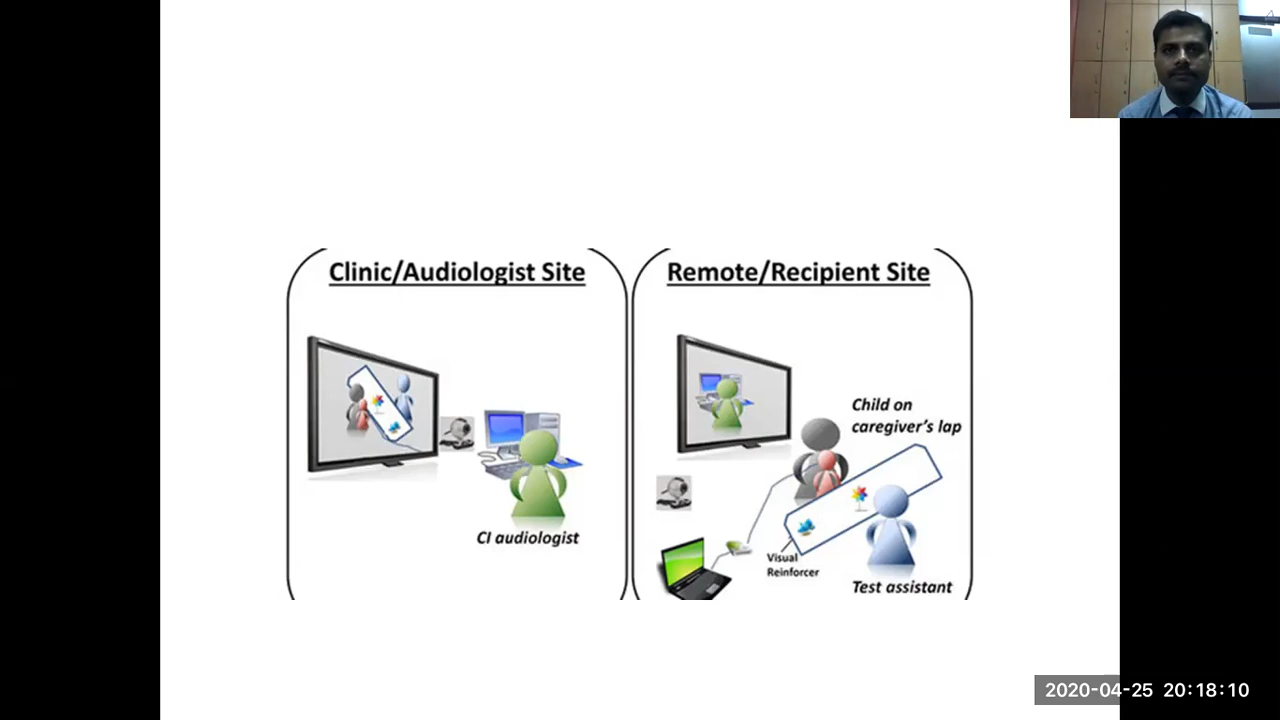 Clinic/Audiologist Site
CI audiologist
Remote/Recipient Site
Child on
caregiver's lap
Visual
Reinforcer
Test assistant
2020-04-25 20:18:10